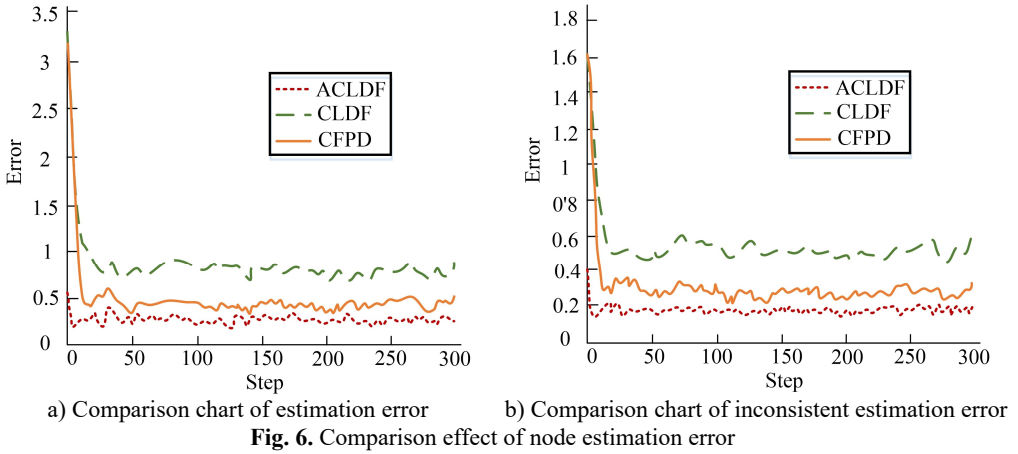 3.5
3
2.5
2
1.5
1
0.5
0
Error
ACLDF
CLDF
CFPD
0 50 100 150 200 250 300
Step
a) Comparison chart of estimation error
1.8
1.6
1.4
1.2
1
0'8
0.6
0.4
0.2
0
Error
ACLDF
CLDF
CFPD
0 50 100 150 200 250 300
Step
b) Comparison chart of inconsistent estimation error
Fig. 6. Comparison effect of node estimation error